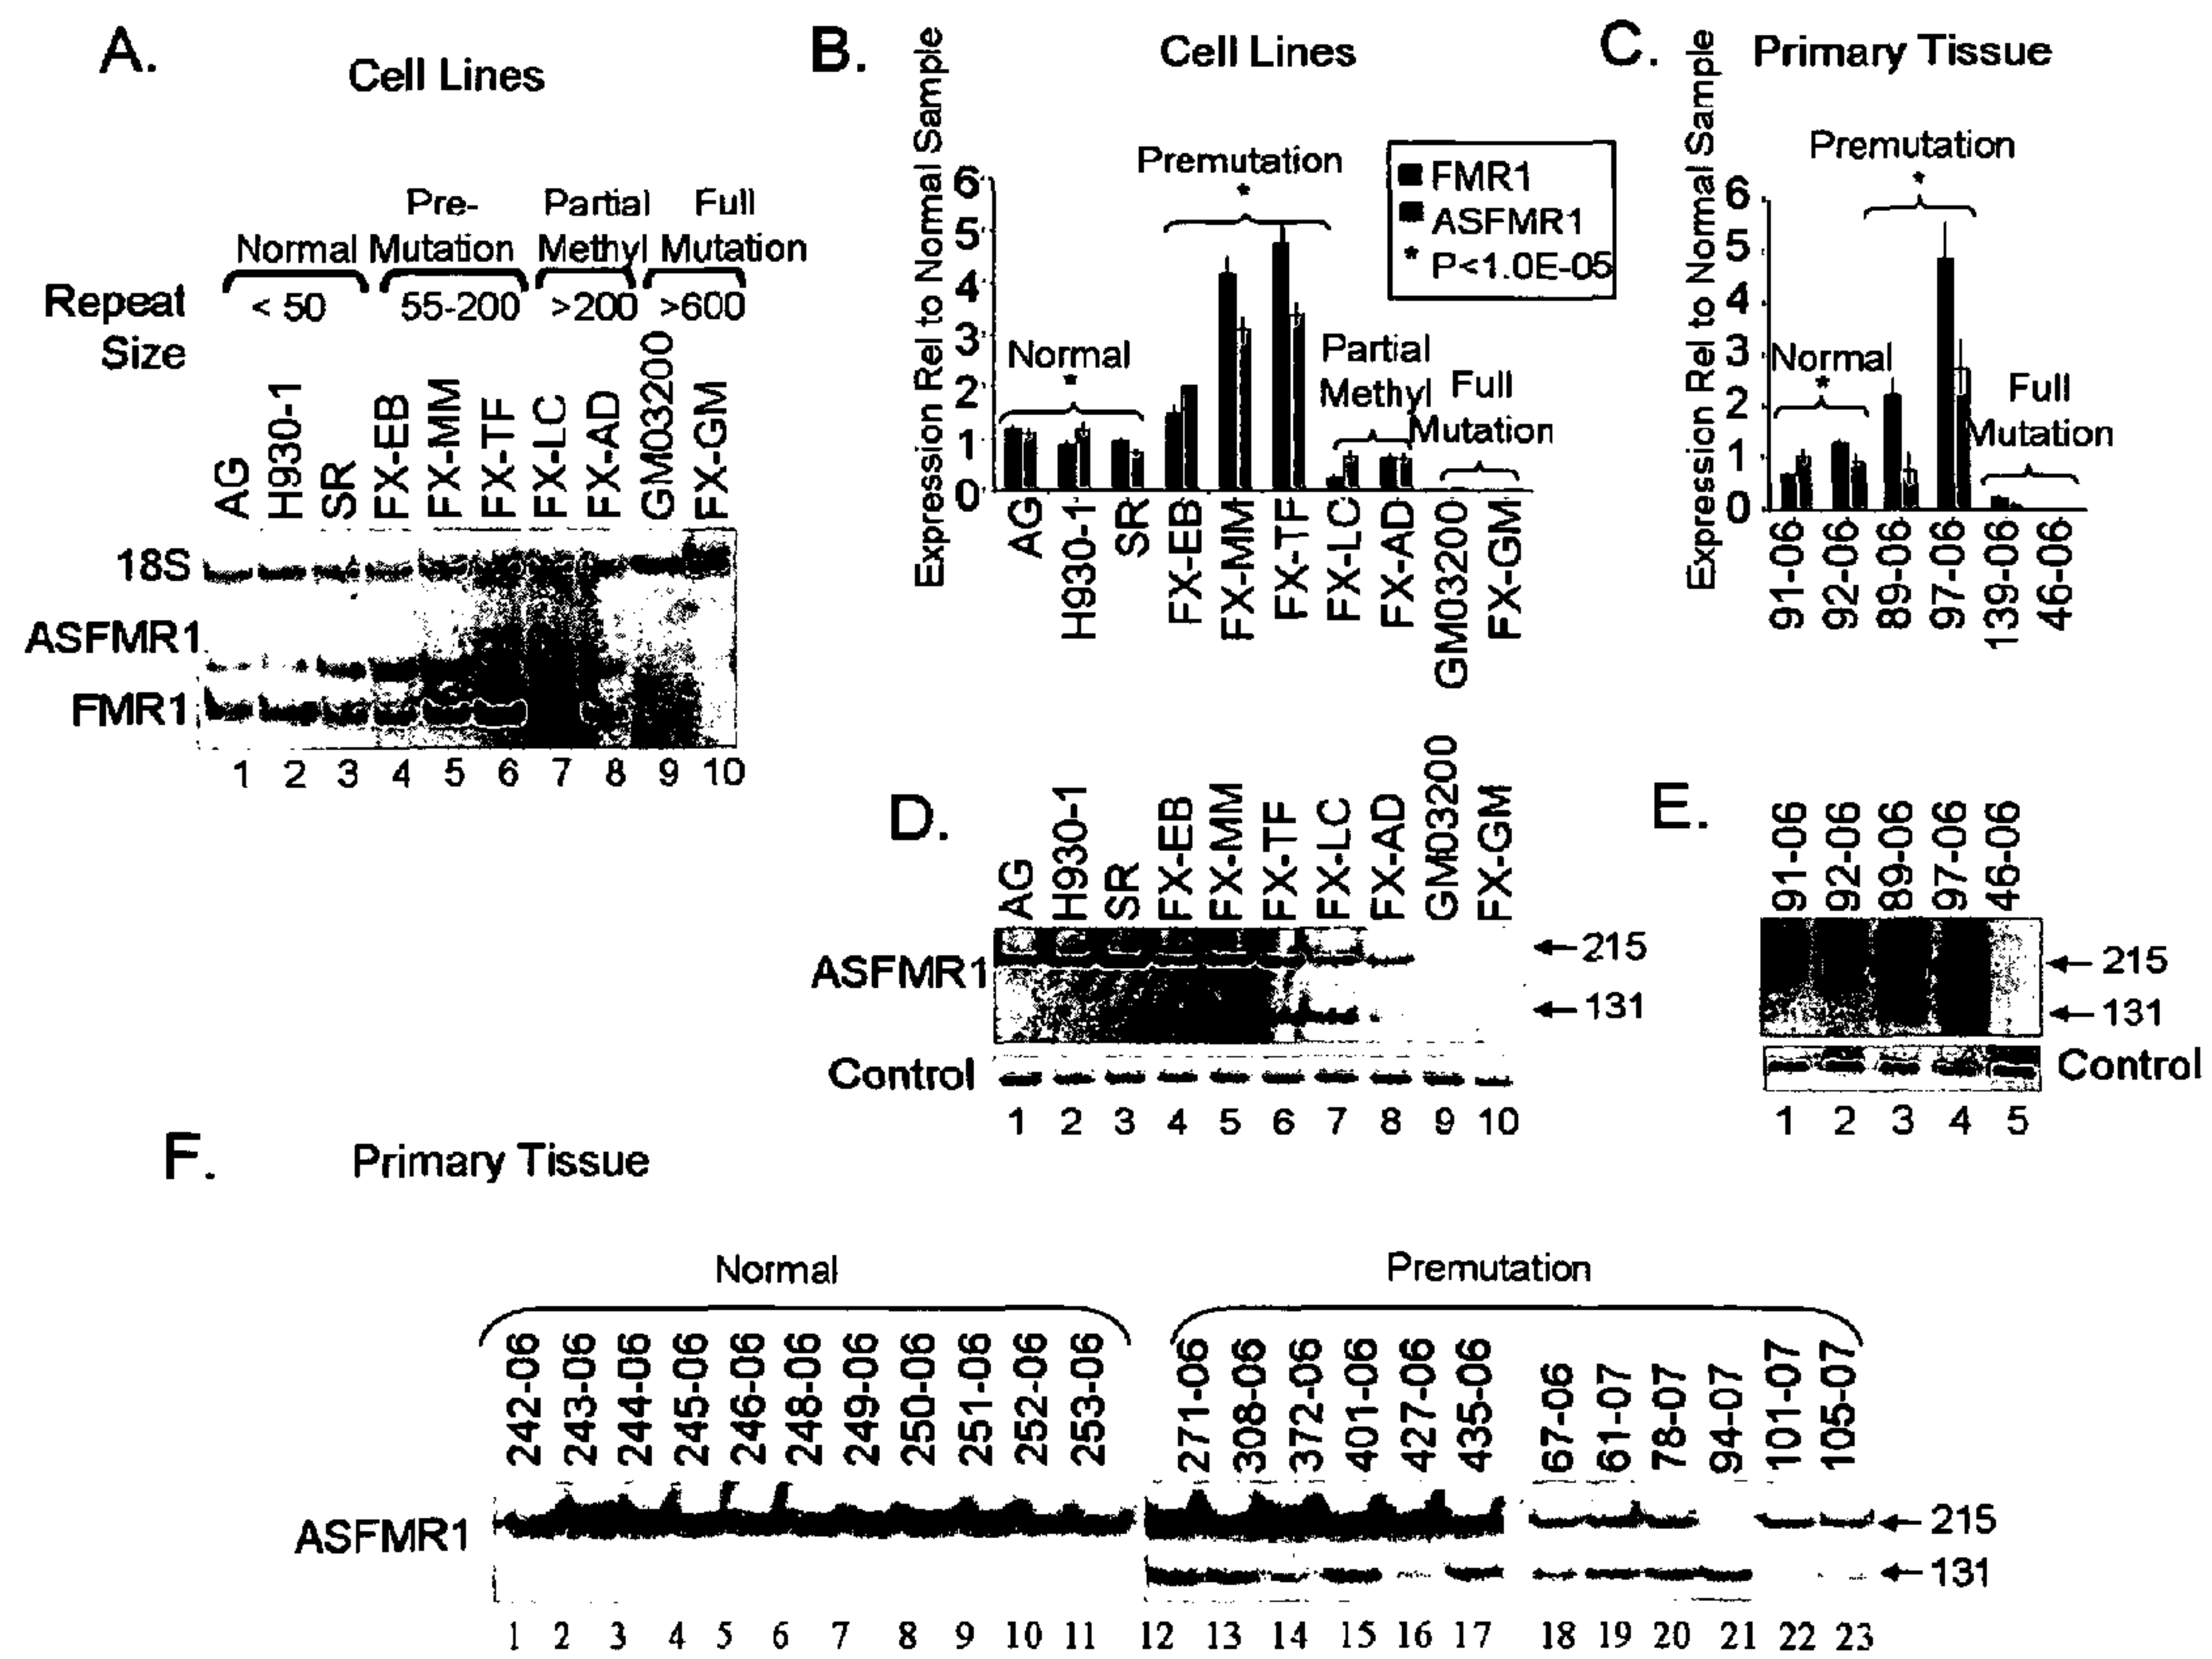 A.
Cell Lines
Pre-
Partial
Full
Normal
Mutation
Methyl
Mutation
Repeat
Size
< 50
55-200
>200
>600
AG
H930-1
SR
FX-EB
FX-MM
FX-TF
FX-LC
FX-AD
GM03200
FX-GM
18S
ASFMR1
FMR1
1 2 3 4 5 6 7 8 9 10
B.
Cell Lines
Expression Rel to Normal Sample
6
5
4
3
2
1
0
Premutation
*
FMR1
ASFMR1
* P<1.0E-05
Normal
*
Partial
Methyl
Full
Mutation
AG
H930-1
SR
FX-EB
FX-MM
FX-TF
FX-LC
FX-AD
GM03200
FX-GM
C.
Primary Tissue
Expression Rel to Normal Sample
6
5
4
3
2
1
0
Premutation
*
Normal
*
Full
Mutation
91-06
92-06
89-06
97-06
139-06
46-06
D.
AG
H930-1
SR
FX-EB
FX-MM
FX-TF
FX-LC
FX-AD
GM03200
FX-GM
ASFMR1
215
131
Control
1 2 3 4 5 6 7 8 9 10
E.
91-06
92-06
89-06
97-06
46-06
215
131
Control
1 2 3 4 5
F.
Primary Tissue
Normal
Premutation
242-06
243-06
244-06
245-06
246-06
248-06
249-06
250-06
251-06
252-06
253-06
271-06
308-06
372-06
401-06
427-06
435-06
67-06
61-07
78-07
94-07
101-07
105-07
ASFMR1
215
131
1 2 3 4 5 6 7 8 9 10 11 12 13 14 15 16 17 18 19 20 21 22 23